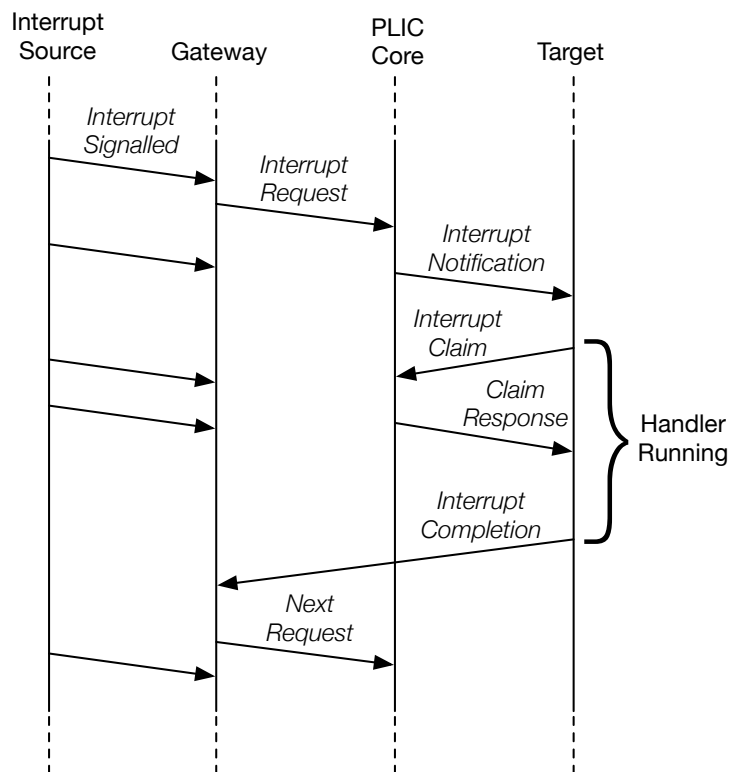 Interrupt
Source
Gateway
PLIC
Core
Target
Interrupt
Signalled
Interrupt
Request
Interrupt
Notification
Interrupt
Claim
Claim
Response
Handler
Running
Interrupt
Completion
Next
Request